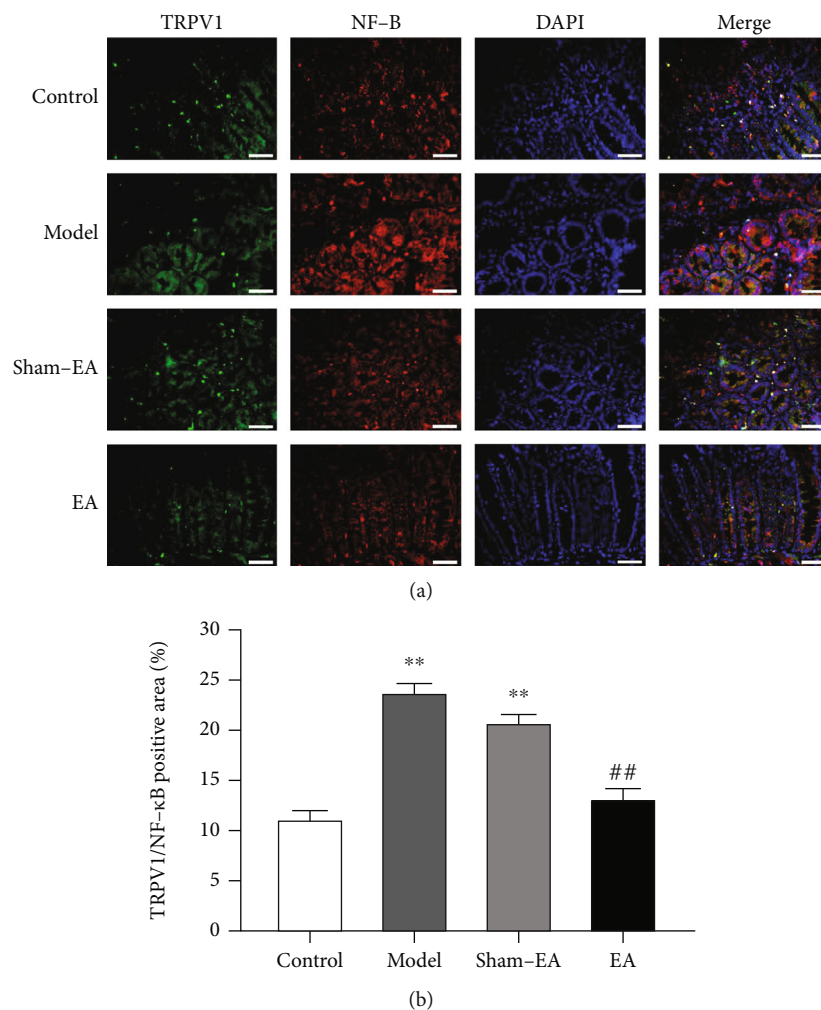 TRPV1 NF–B DAPI Merge
Control
Model
Sham–EA
EA
(a)
TRPV1/NF–κB positive area (%)
30
25
20
15
10
5
0
**
**
##
Control Model Sham–EA EA
(b)